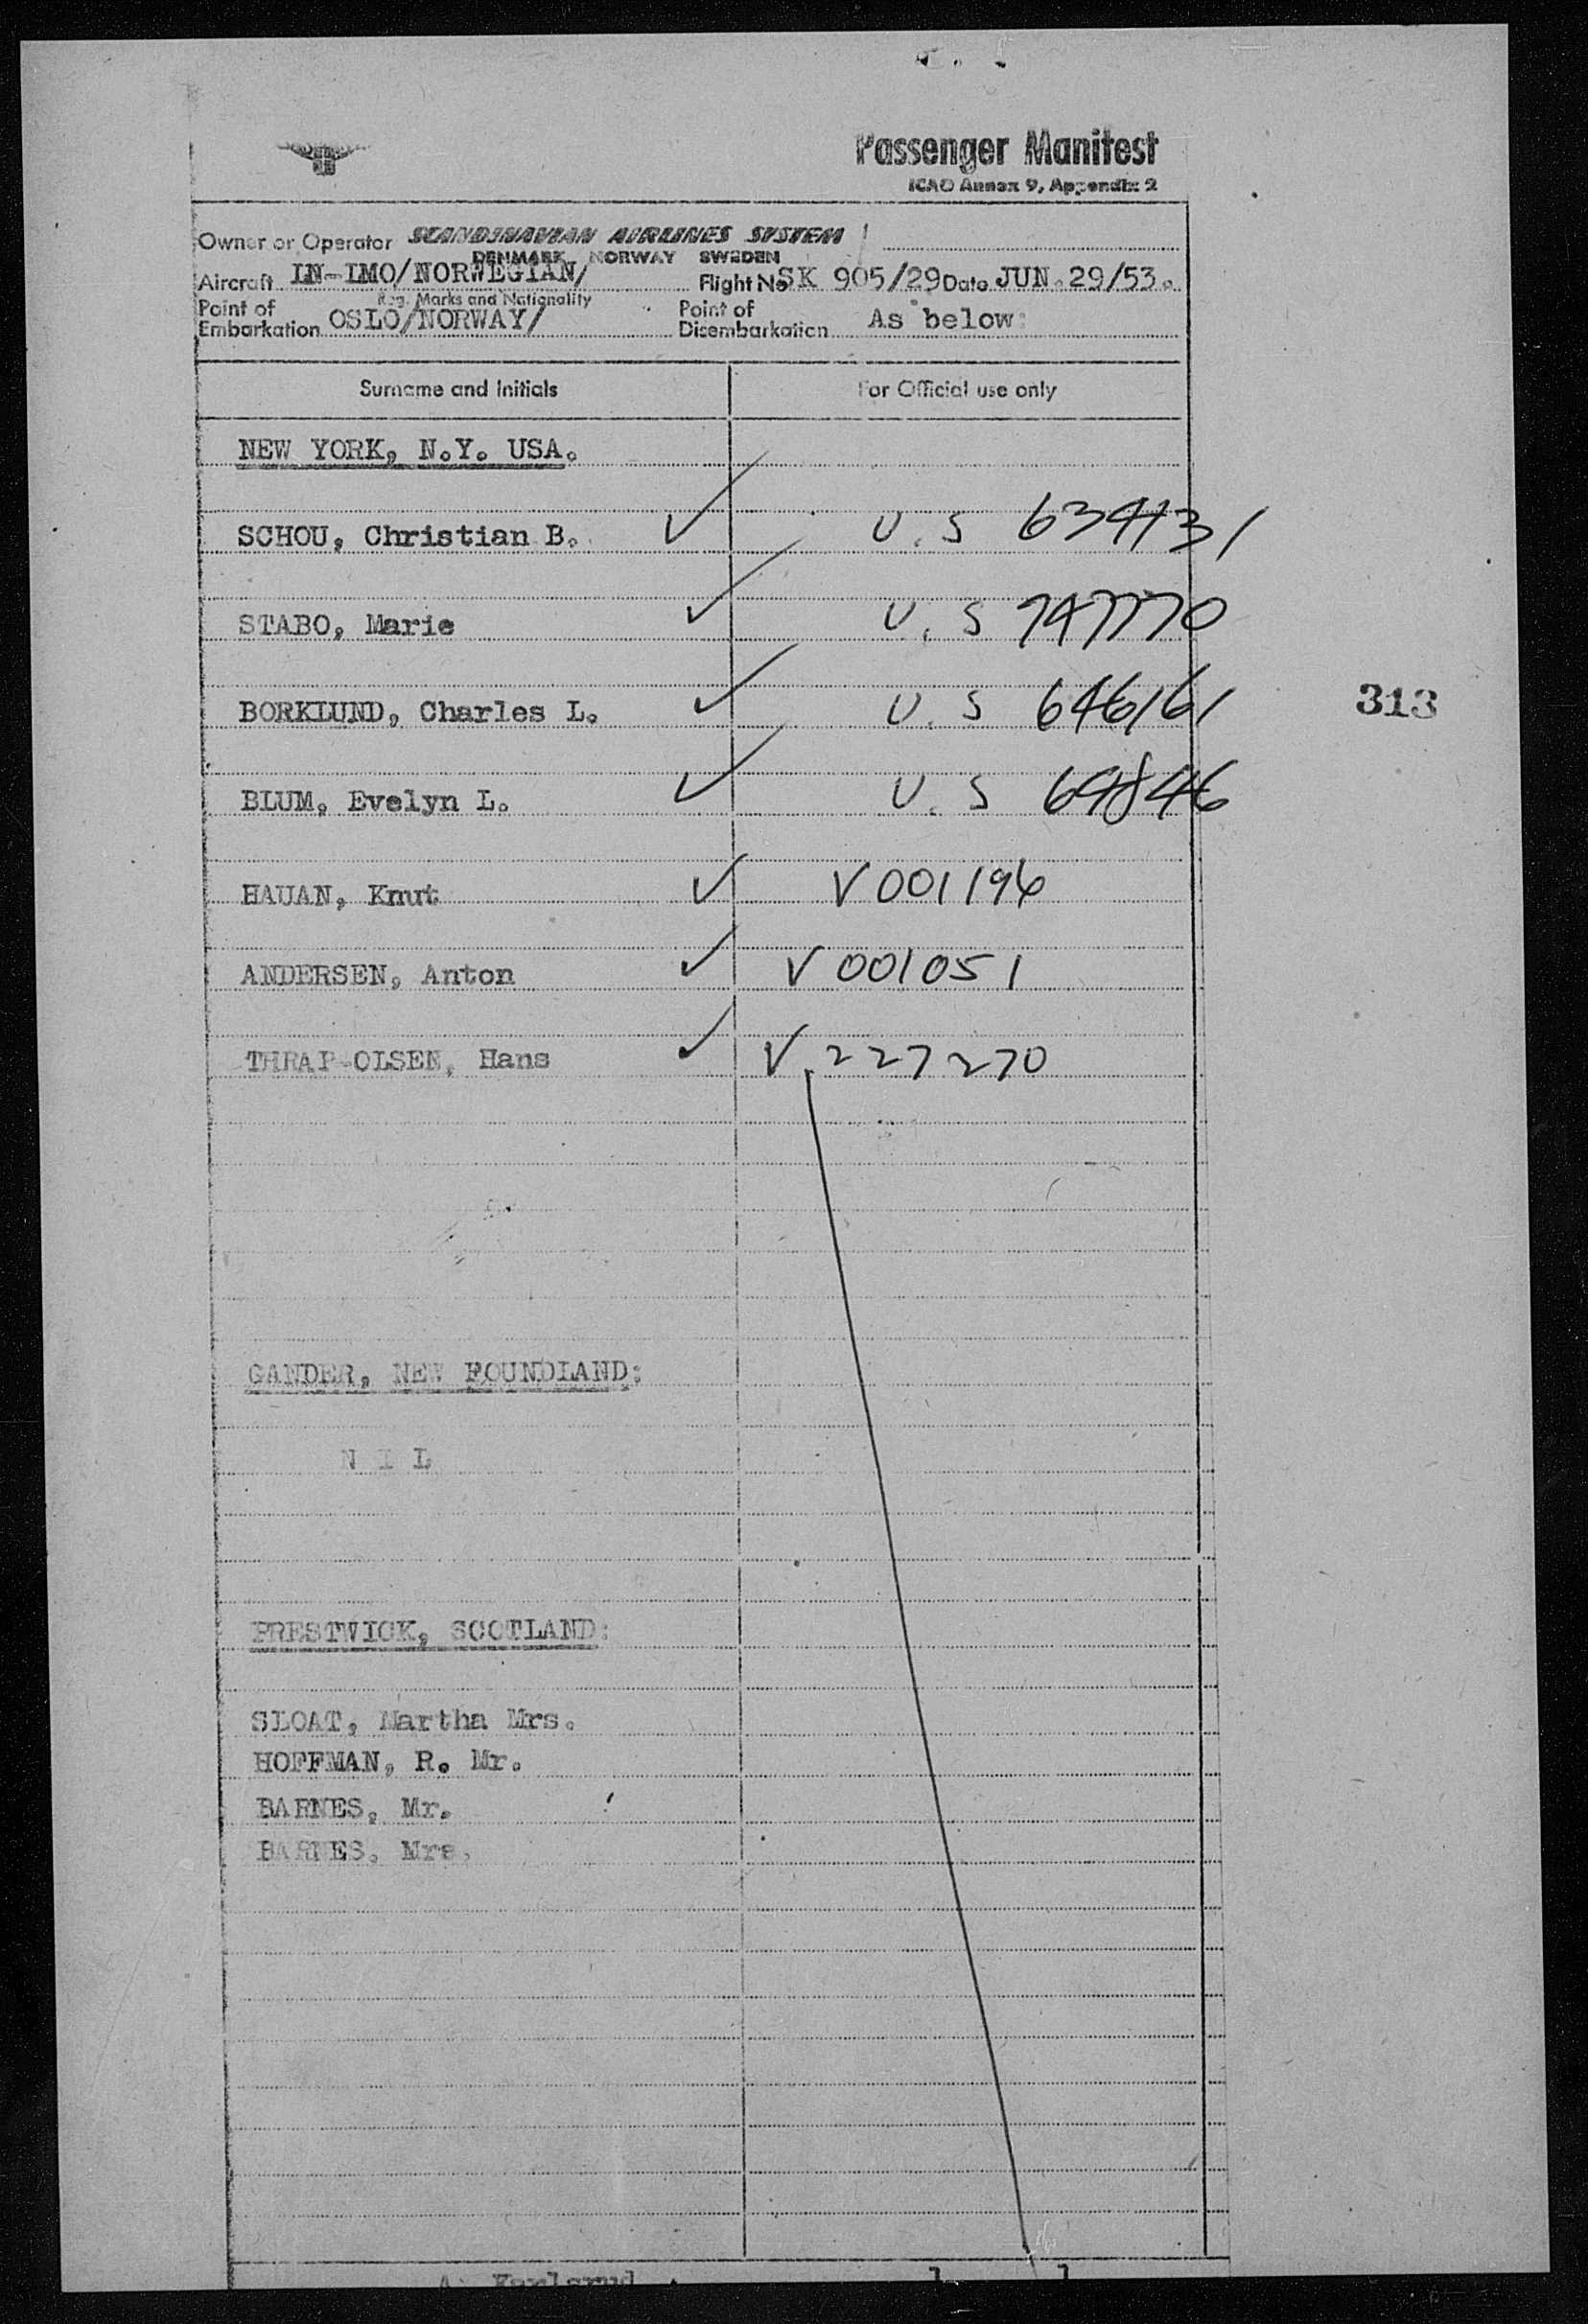 Passenger Manifest
ICAO Annex 9, Appendix 2
Owner or Operator SCANDINAVIAN AIRLINES SYSTEM
DENMARK NORWAY SWEDEN
Aircraft LN-IMO/NORWEGIAN/ Flight No SK 905/29 Date JUN. 29/53.
Reg. Marks and Nationality
Point of Embarkation OSLO/NORWAY/ Point of Disembarkation As below:
Surname and Initials For Official use only
NEW YORK, N.Y. USA.
SCHOU, Christian B. U.S 634131
STABO, Marie U.S 747770
BORKLUND, Charles L. U.S 646161
313
BLUM, Evelyn L. U.S 64846
HAUAN, Knut V 001196
ANDERSEN, Anton V 001051
THRAP-OLSEN, Hans V 227270
GANDER, NEW FOUNDLAND:
N I L
PRESTWICK, SCOTLAND:
SLOAT, Martha Mrs.
HOFFMAN, R. Mr.
BARNES, Mr.
BARNES, Mrs.